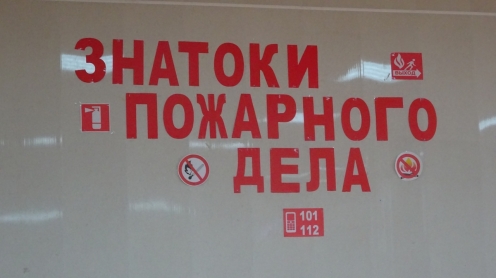 ЗНАТОКИ
ВЫХОД
ПОЖАРНОГО
ДЕЛА
101
112